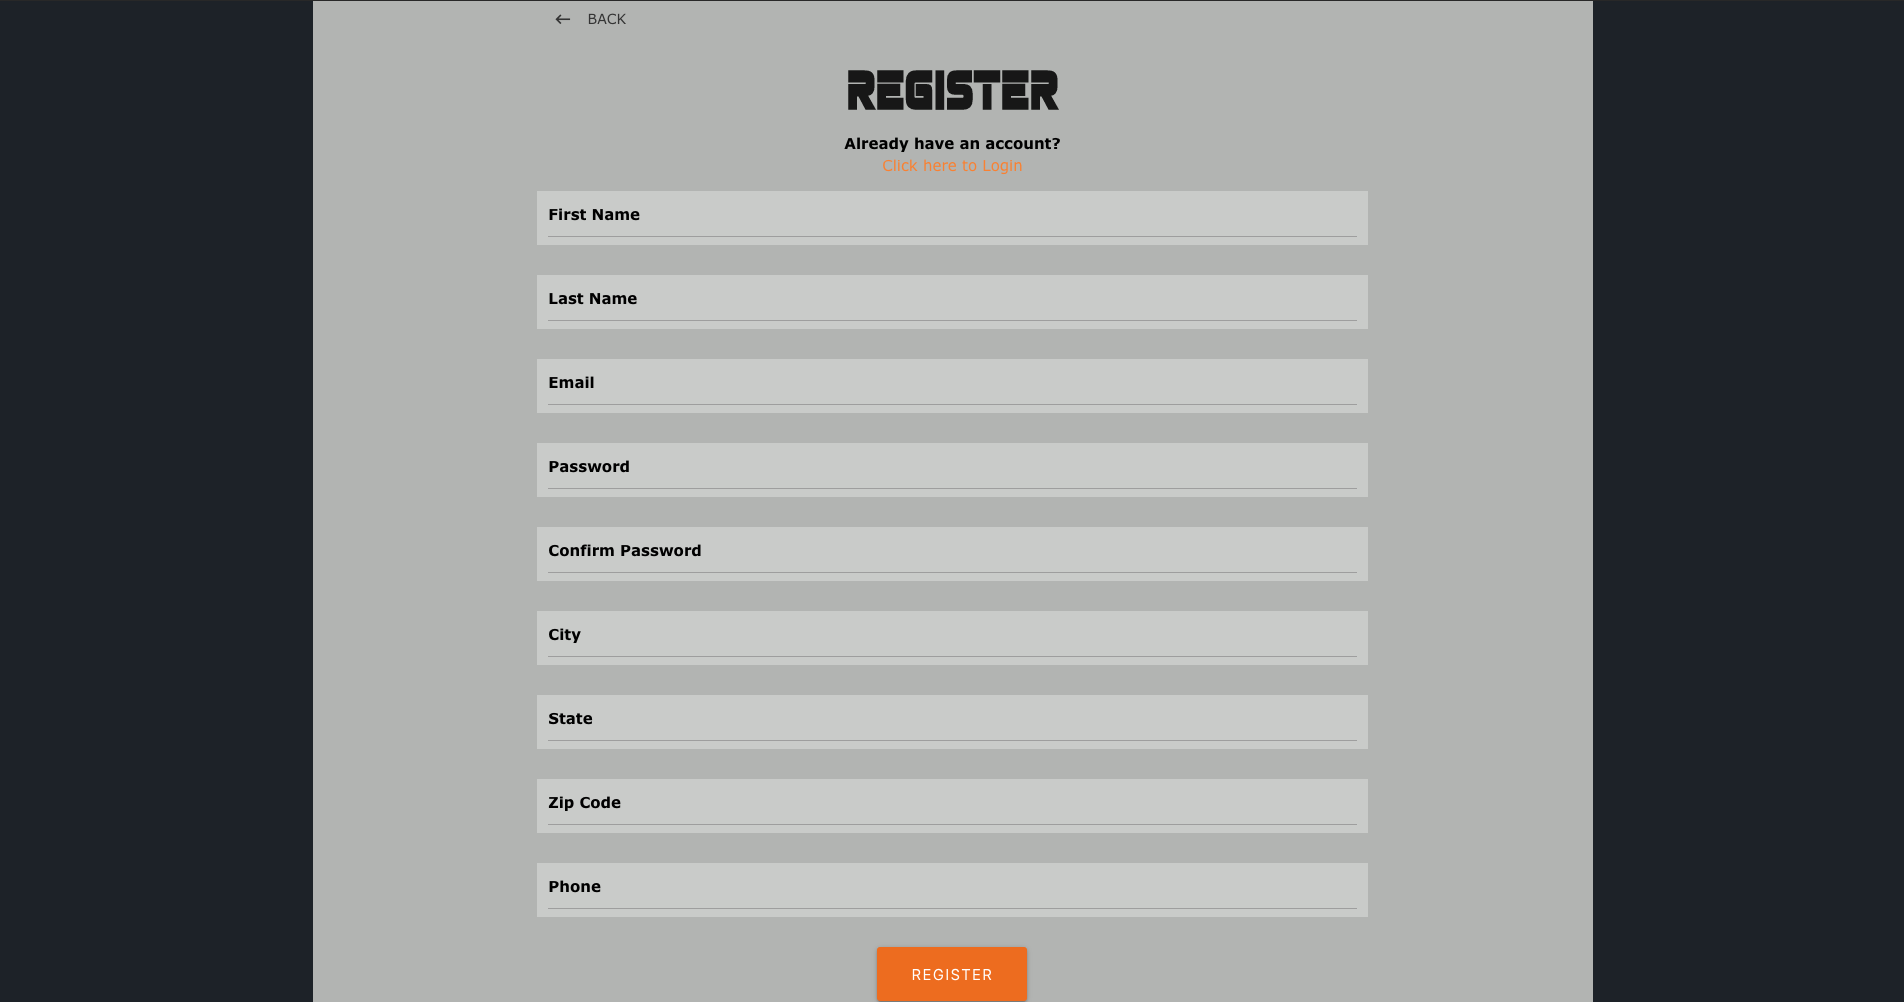 BACK
REGISTER
Already have an account?
Click here to Login
First Name
Last Name
Email
Password
Confirm Password
City
State
Zip Code
Phone
REGISTER